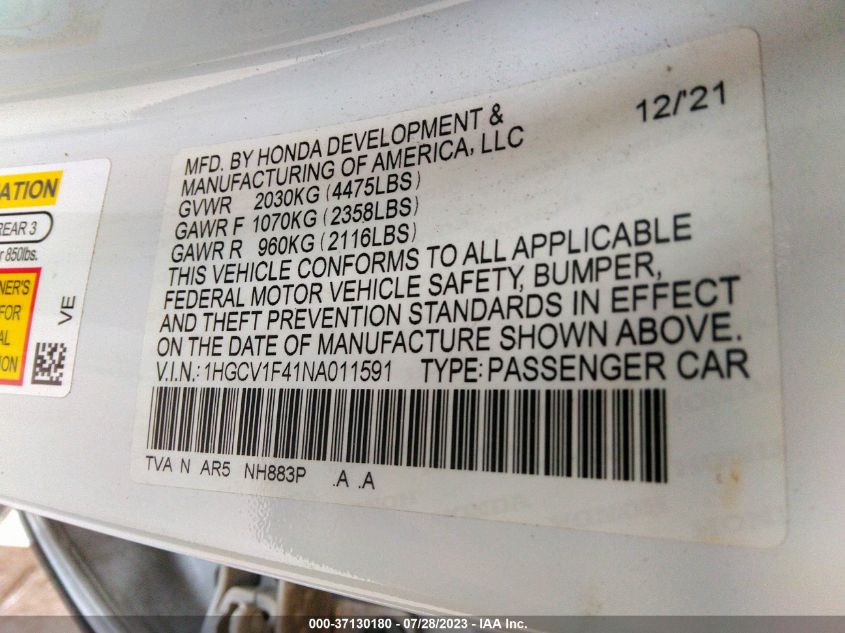 12/'21
MFD. BY HONDA DEVELOPMENT &
MANUFACTURING OF AMERICA, LLC
GVWR 2030KG (4475LBS)
GAWR F 1070KG (2358LBS)
GAWR R 960KG (2116LBS)
THIS VEHICLE CONFORMS TO ALL APPLICABLE
FEDERAL MOTOR VEHICLE SAFETY, BUMPER,
AND THEFT PREVENTION STANDARDS IN EFFECT
ON THE DATE OF MANUFACTURE SHOWN ABOVE.
V.I.N.: 1HGCV1F41NA011591 TYPE: PASSENGER CAR
TVA N AR5 NH883P .A .A
REAR 3
850lbs.
FOR
VE
000-37130180 - 07/28/2023 - © IAA Inc.